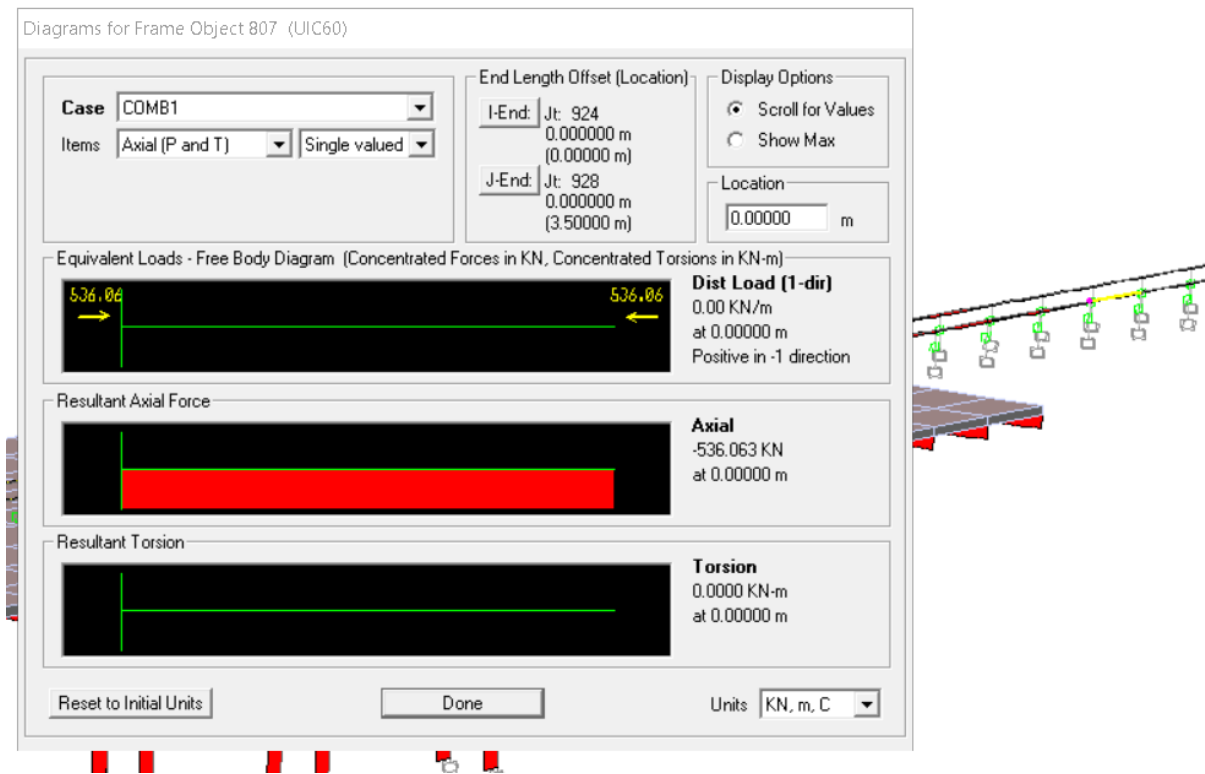 Diagrams for Frame Object 807 (UIC60)
Case COMB1
Items Axial (P and T) Single valued
End Length Offset (Location)
I-End: Jt: 924
0.000000 m
(0.00000 m)
J-End: Jt: 928
0.000000 m
(3.50000 m)
Display Options
Scroll for Values
Show Max
Location
0.00000 m
Equivalent Loads - Free Body Diagram (Concentrated Forces in KN, Concentrated Torsions in KN-m)
536.06 536.06
Dist Load (1-dir)
0.00 KN/m
at 0.00000 m
Positive in -1 direction
Resultant Axial Force
Axial
-536.063 KN
at 0.00000 m
Resultant Torsion
Torsion
0.0000 KN-m
at 0.00000 m
Reset to Initial Units Done Units KN, m, C